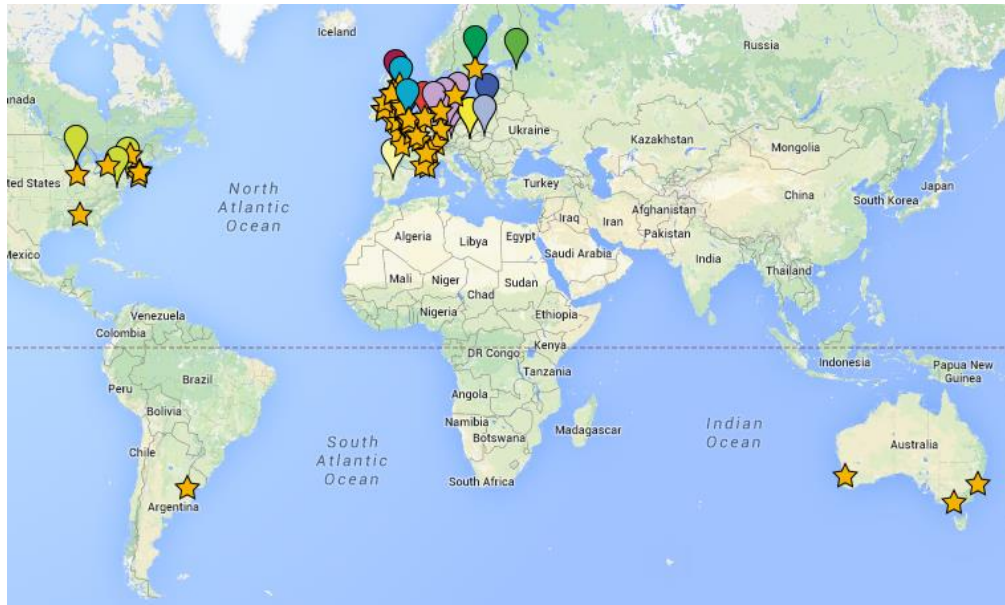 Iceland
Russia
anada
Ukraine
Kazakhstan
Mongolia
ted States
North
Atlantic
Ocean
Turkey
China
South Korea
Japan
Iraq
Iran
Afghanistan
Pakistan
Mexico
Algeria
Libya
Egypt
Saudi Arabia
India
Thailand
Mali
Niger
Chad
Sudan
Nigeria
Ethiopia
Venezuela
Colombia
Kenya
DR Congo
Indonesia
Papua New
Guinea
Tanzania
Peru
Brazil
Angola
Bolivia
Namibia
Botswana
Madagascar
Indian
Ocean
Australia
Chile
South
Atlantic
Ocean
South Africa
Argentina